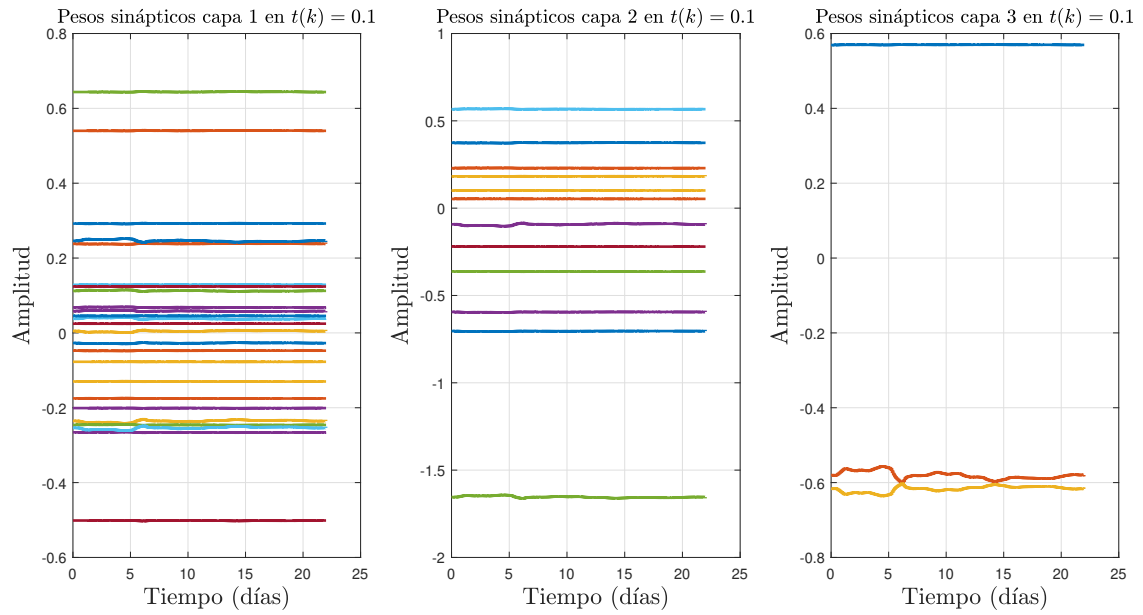 Pesos sinápticos capa 1 en t(k) = 0.1
0.8
0.6
0.4
0.2
0
-0.2
-0.4
-0.6
0 5 10 15 20 25
Amplitud
Tiempo (días)
Pesos sinápticos capa 2 en t(k) = 0.1
1
0.5
0
-0.5
-1
-1.5
-2
0 5 10 15 20 25
Amplitud
Tiempo (días)
Pesos sinápticos capa 3 en t(k) = 0.1
0.6
0.4
0.2
0
-0.2
-0.4
-0.6
-0.8
0 5 10 15 20 25
Amplitud
Tiempo (días)